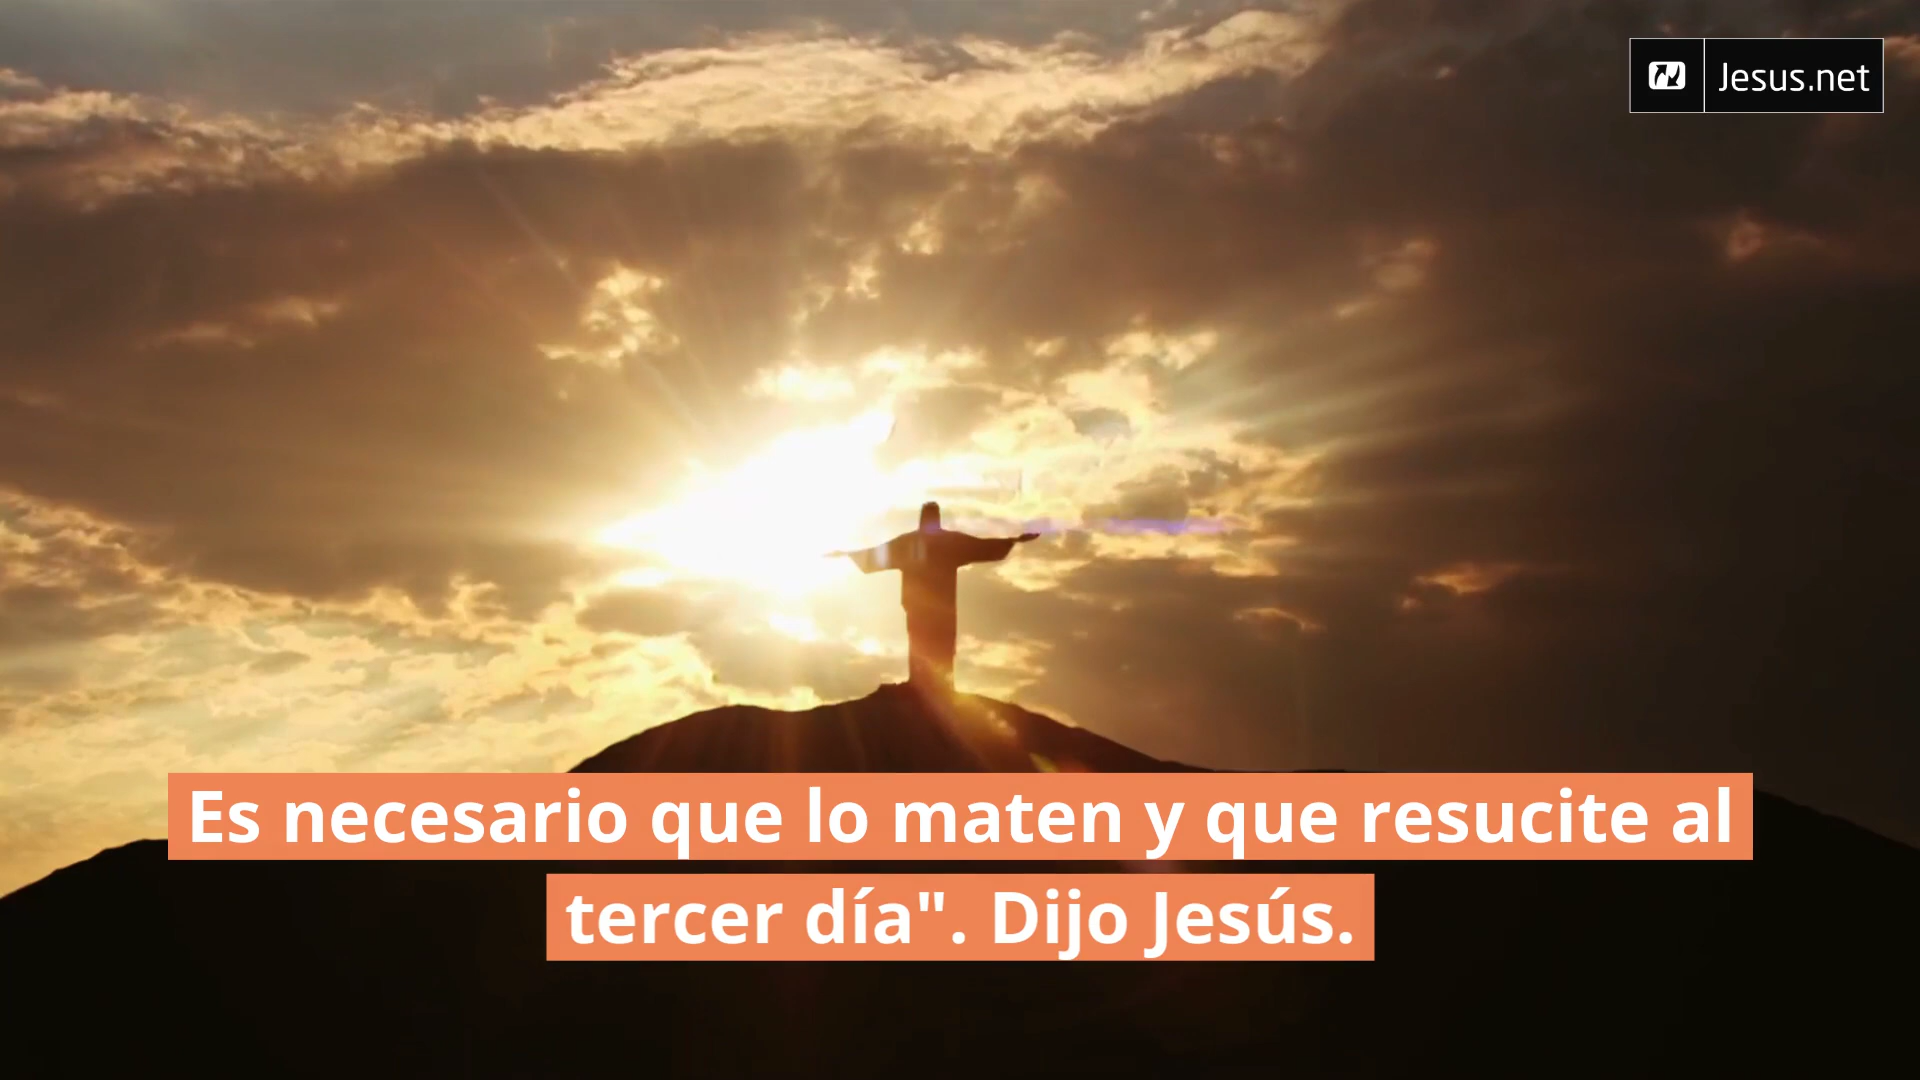 Jesus.net
Es necesario que lo maten y que resucite al
tercer día". Dijo Jesús.